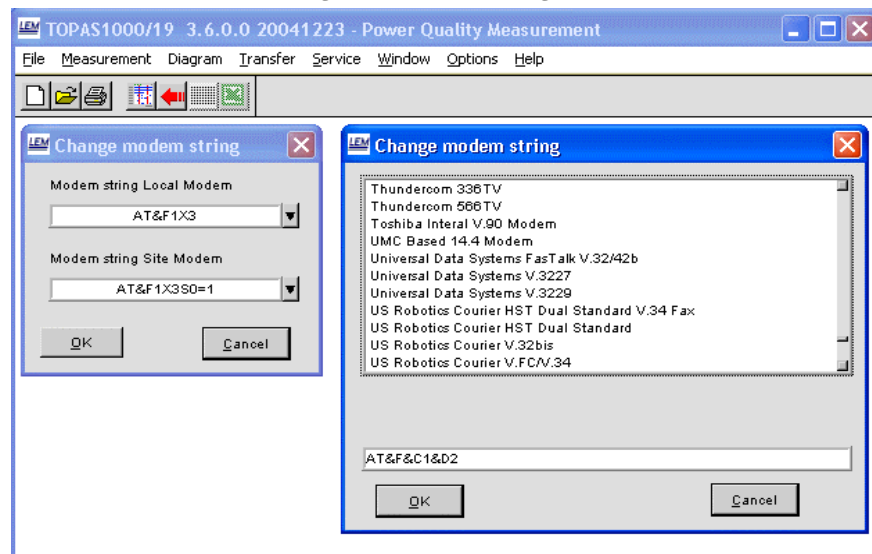 LEM TOPAS1000/19 3.6.0.0 20041223 - Power Quality Measurement
File Measurement Diagram Transfer Service Window Options Help
LEM Change modem string
Modem string Local Modem
AT&F1X3
Modem string Site Modem
AT&F1X3S0=1
OK Cancel
LEM Change modem string
Thundercom 336TV
Thundercom 566TV
Toshiba Interal V.90 Modem
UMC Based 14.4 Modem
Universal Data Systems FasTalk V.32/42b
Universal Data Systems V.3227
Universal Data Systems V.3229
US Robotics Courier HST Dual Standard V.34 Fax
US Robotics Courier HST Dual Standard
US Robotics Courier V.32bis
US Robotics Courier V.FC/V.34
AT&F&C1&D2
OK Cancel